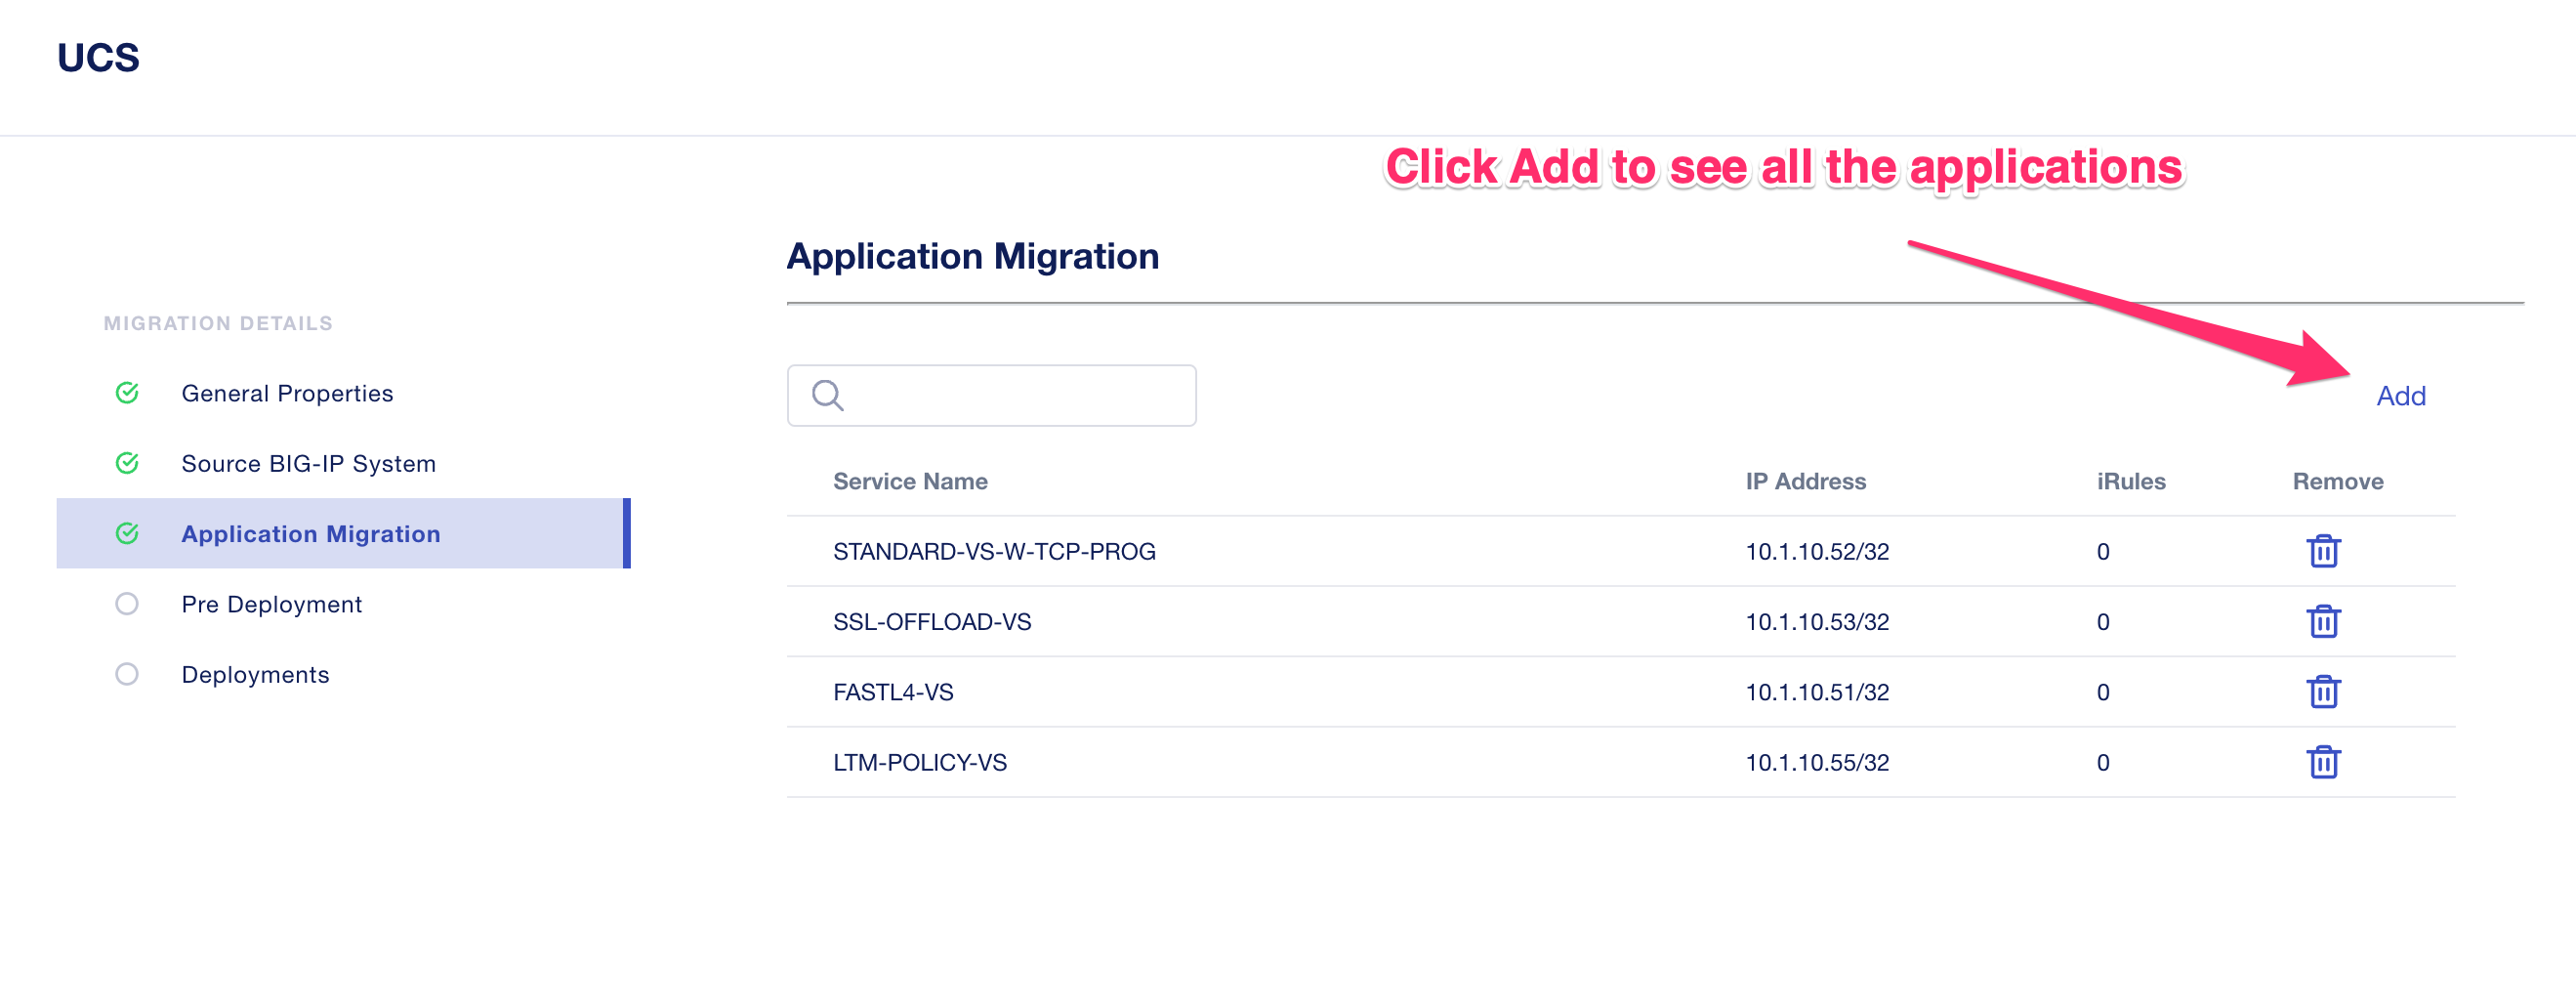 UCS
Click Add to see all the applications
Application Migration
MIGRATION DETAILS
General Properties
Source BIG-IP System
Application Migration
Pre Deployment
Deployments
Add
Service Name IP Address iRules Remove
STANDARD-VS-W-TCP-PROG 10.1.10.52/32 0
SSL-OFFLOAD-VS 10.1.10.53/32 0
FASTL4-VS 10.1.10.51/32 0
LTM-POLICY-VS 10.1.10.55/32 0